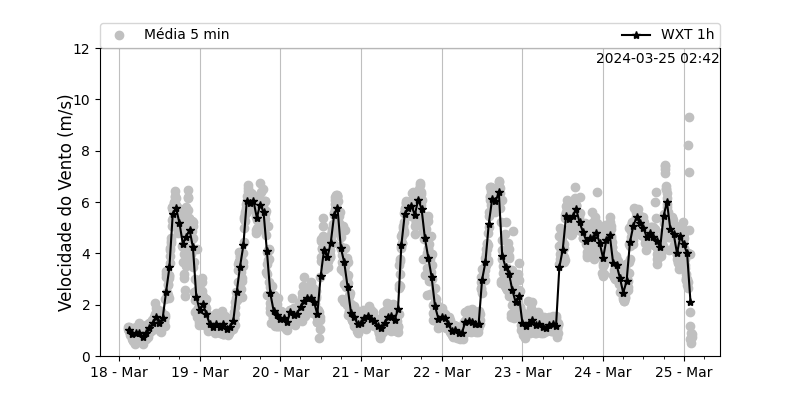 Média 5 min
WXT 1h
2024-03-25 02:42
Velocidade do Vento (m/s)
12
10
8
6
4
2
0
18 - Mar
19 - Mar
20 - Mar
21 - Mar
22 - Mar
23 - Mar
24 - Mar
25 - Mar